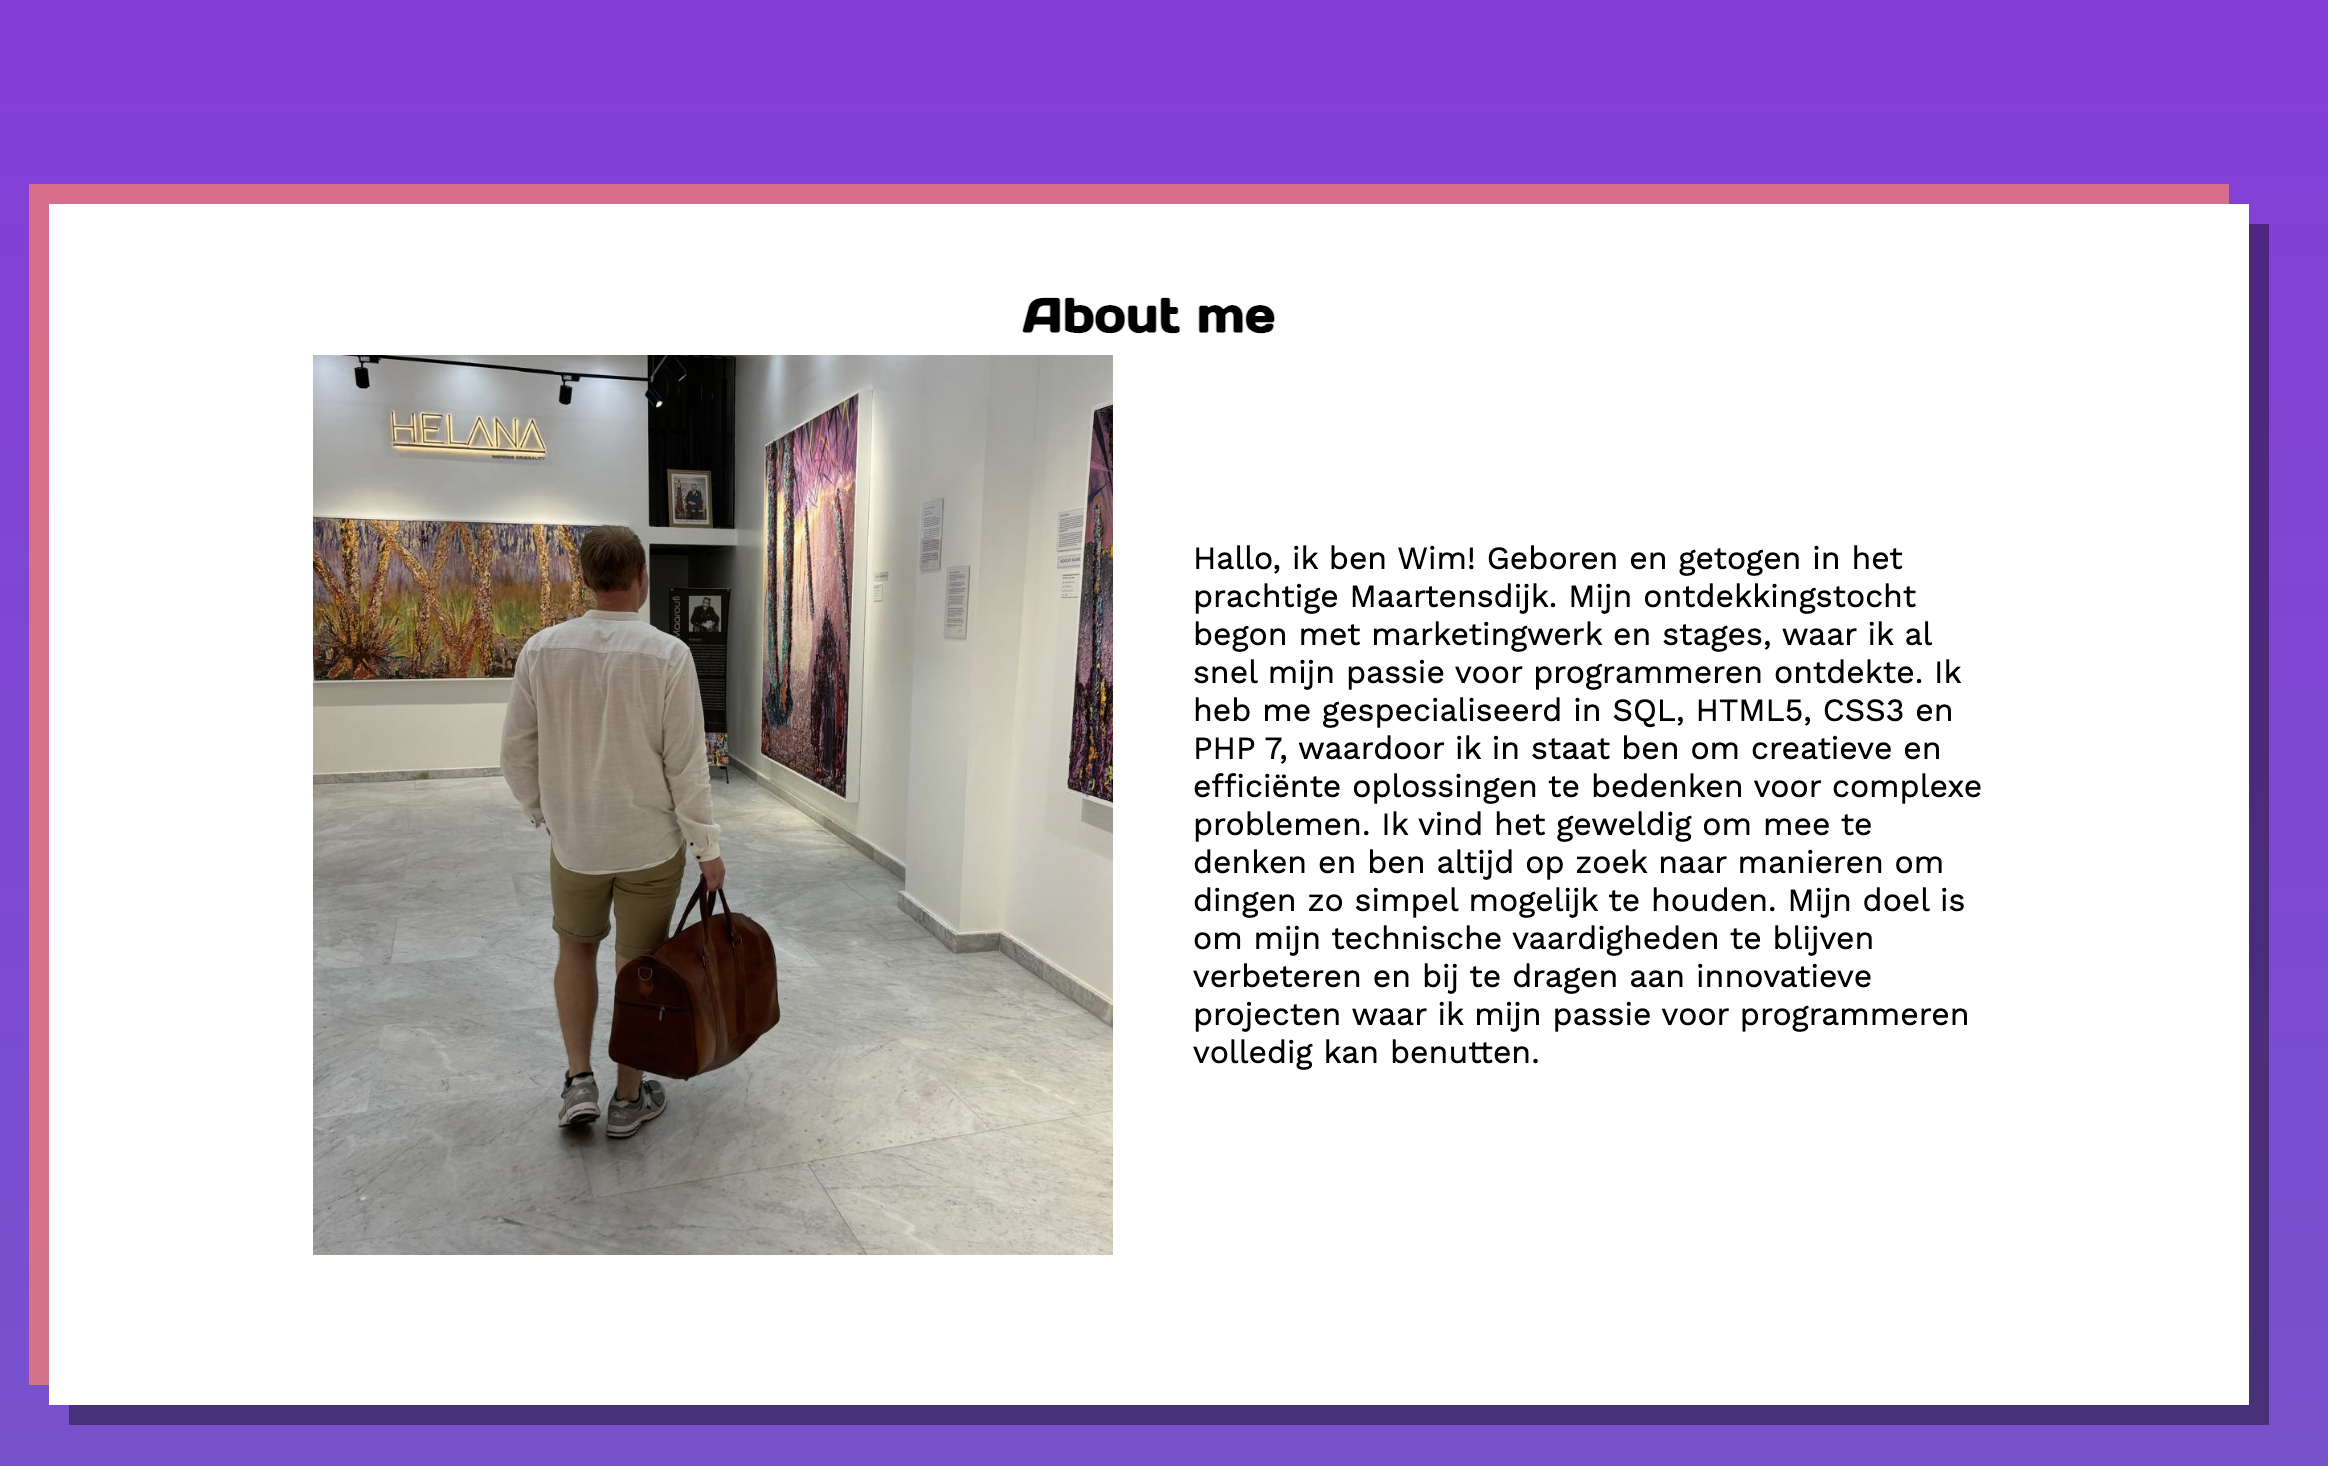 About me
HELANA
Maaroufi
Hallo, ik ben Wim! Geboren en getogen in het
prachtige Maartensdijk. Mijn ontdekkingstocht
begon met marketingwerk en stages, waar ik al
snel mijn passie voor programmeren ontdekte. Ik
heb me gespecialiseerd in SQL, HTML5, CSS3 en
PHP 7, waardoor ik in staat ben om creatieve en
efficiënte oplossingen te bedenken voor complexe
problemen. Ik vind het geweldig om mee te
denken en ben altijd op zoek naar manieren om
dingen zo simpel mogelijk te houden. Mijn doel is
om mijn technische vaardigheden te blijven
verbeteren en bij te dragen aan innovatieve
projecten waar ik mijn passie voor programmeren
volledig kan benutten.